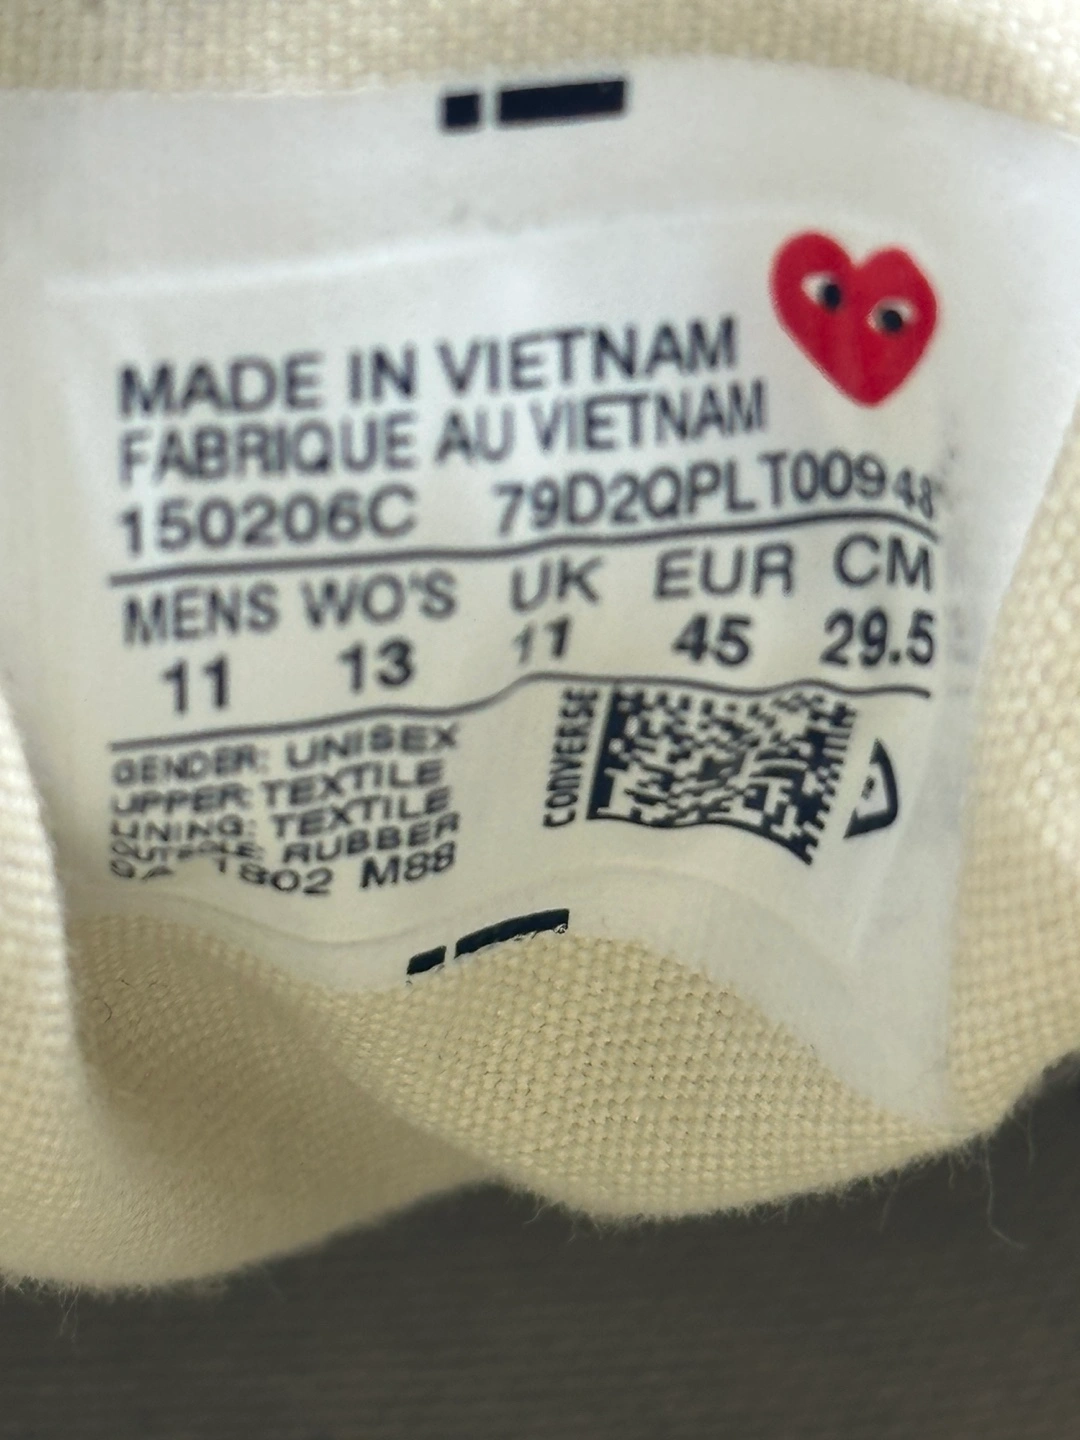 MADE IN VIETNAM
FABRIQUE AU VIETNAM
150206C 79D2QPLT00948
MENS WO'S UK EUR CM
11 13 11 45 29.5
GENDER: UNISEX
UPPER: TEXTILE
LINING: TEXTILE
OUTSOLE: RUBBER
1802 M88
CONVERSE